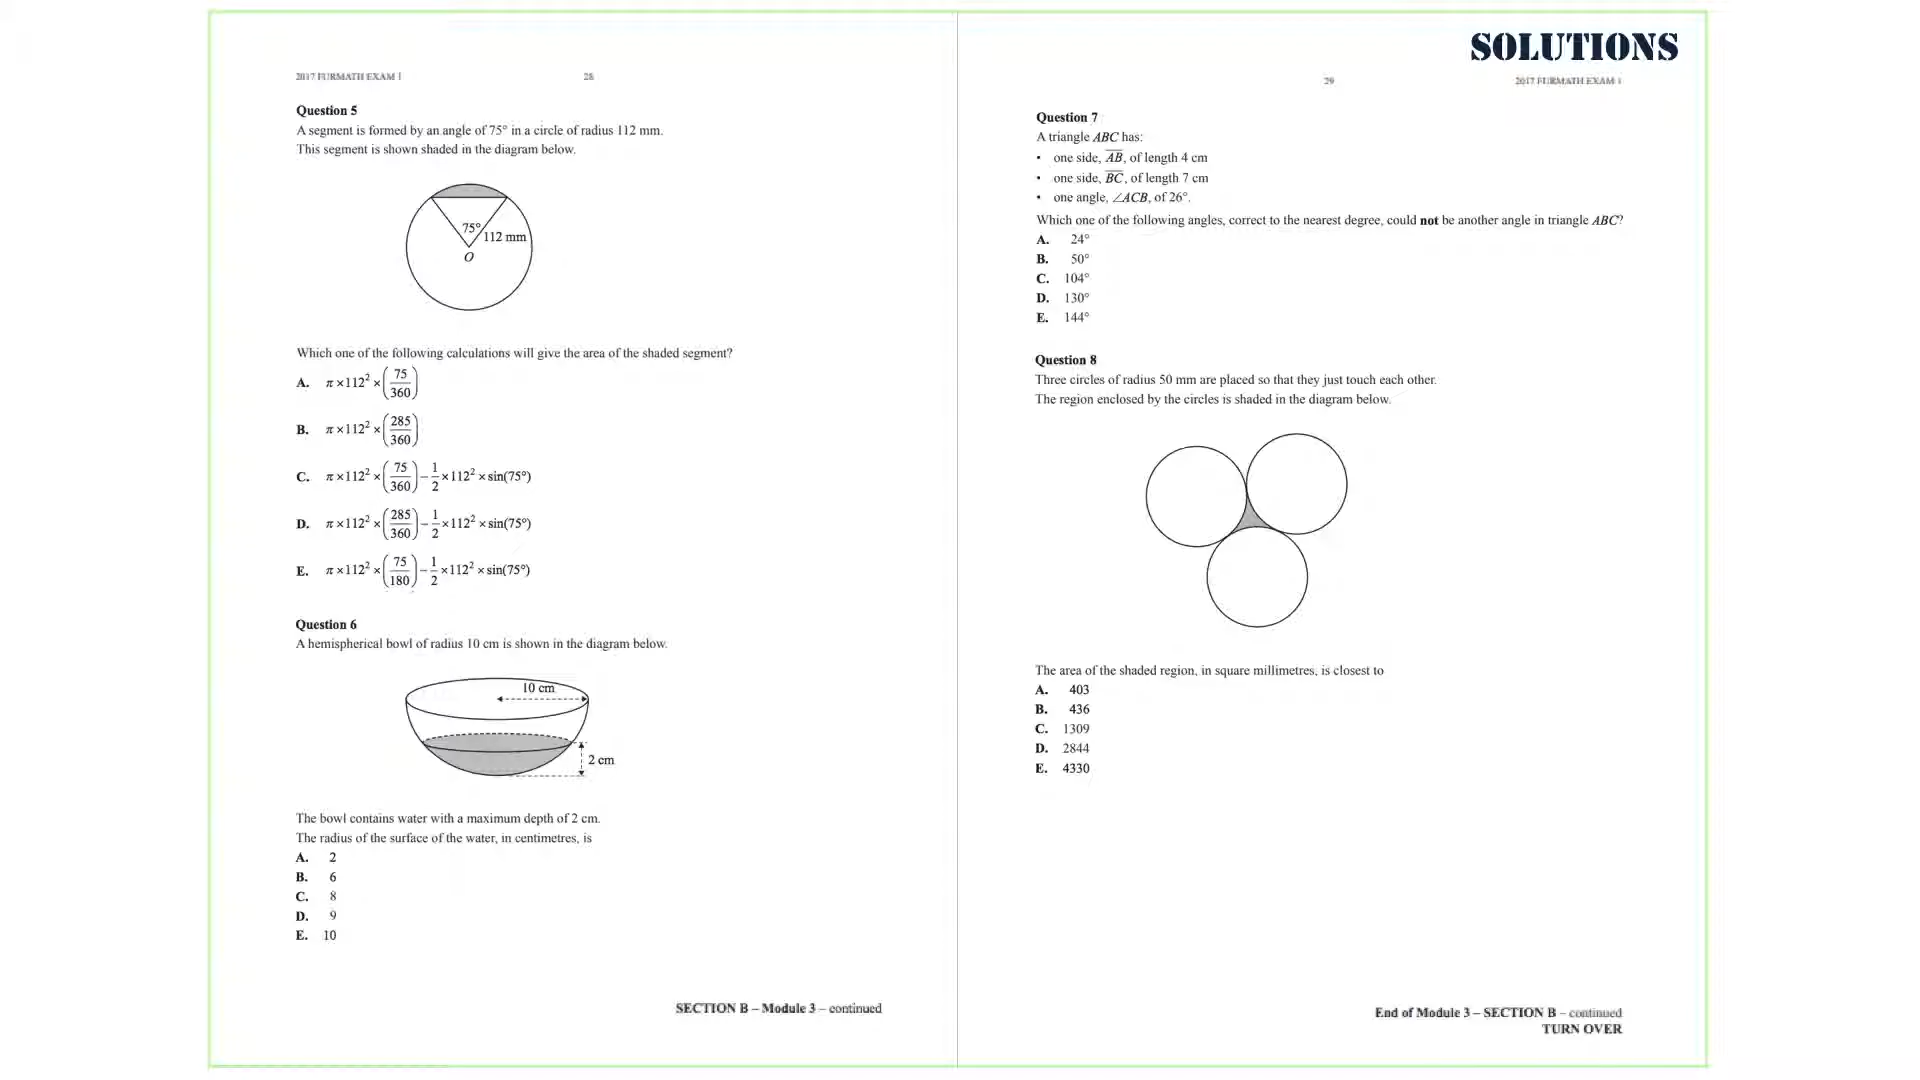 SOLUTIONS
2017 FURMATH EXAM 1
28
Question 5
A segment is formed by an angle of 75° in a circle of radius 112 mm.
This segment is shown shaded in the diagram below.
75°
112 mm
O
Which one of the following calculations will give the area of the shaded segment?
A. π × 112² × (75/360)
B. π × 112² × (285/360)
C. π × 112² × (75/360) − 1/2 × 112² × sin(75°)
D. π × 112² × (285/360) − 1/2 × 112² × sin(75°)
E. π × 112² × (75/180) − 1/2 × 112² × sin(75°)
Question 6
A hemispherical bowl of radius 10 cm is shown in the diagram below.
10 cm
2 cm
The bowl contains water with a maximum depth of 2 cm.
The radius of the surface of the water, in centimetres, is
A. 2
B. 6
C. 8
D. 9
E. 10
SECTION B – Module 3 – continued
29
2017 FURMATH EXAM 1
Question 7
A triangle ABC has:
• one side, A̅B̅, of length 4 cm
• one side, B̅C̅, of length 7 cm
• one angle, ∠ACB, of 26°.
Which one of the following angles, correct to the nearest degree, could not be another angle in triangle ABC?
A. 24°
B. 50°
C. 104°
D. 130°
E. 144°
Question 8
Three circles of radius 50 mm are placed so that they just touch each other.
The region enclosed by the circles is shaded in the diagram below.
The area of the shaded region, in square millimetres, is closest to
A. 403
B. 436
C. 1309
D. 2844
E. 4330
End of Module 3 – SECTION B – continued
TURN OVER